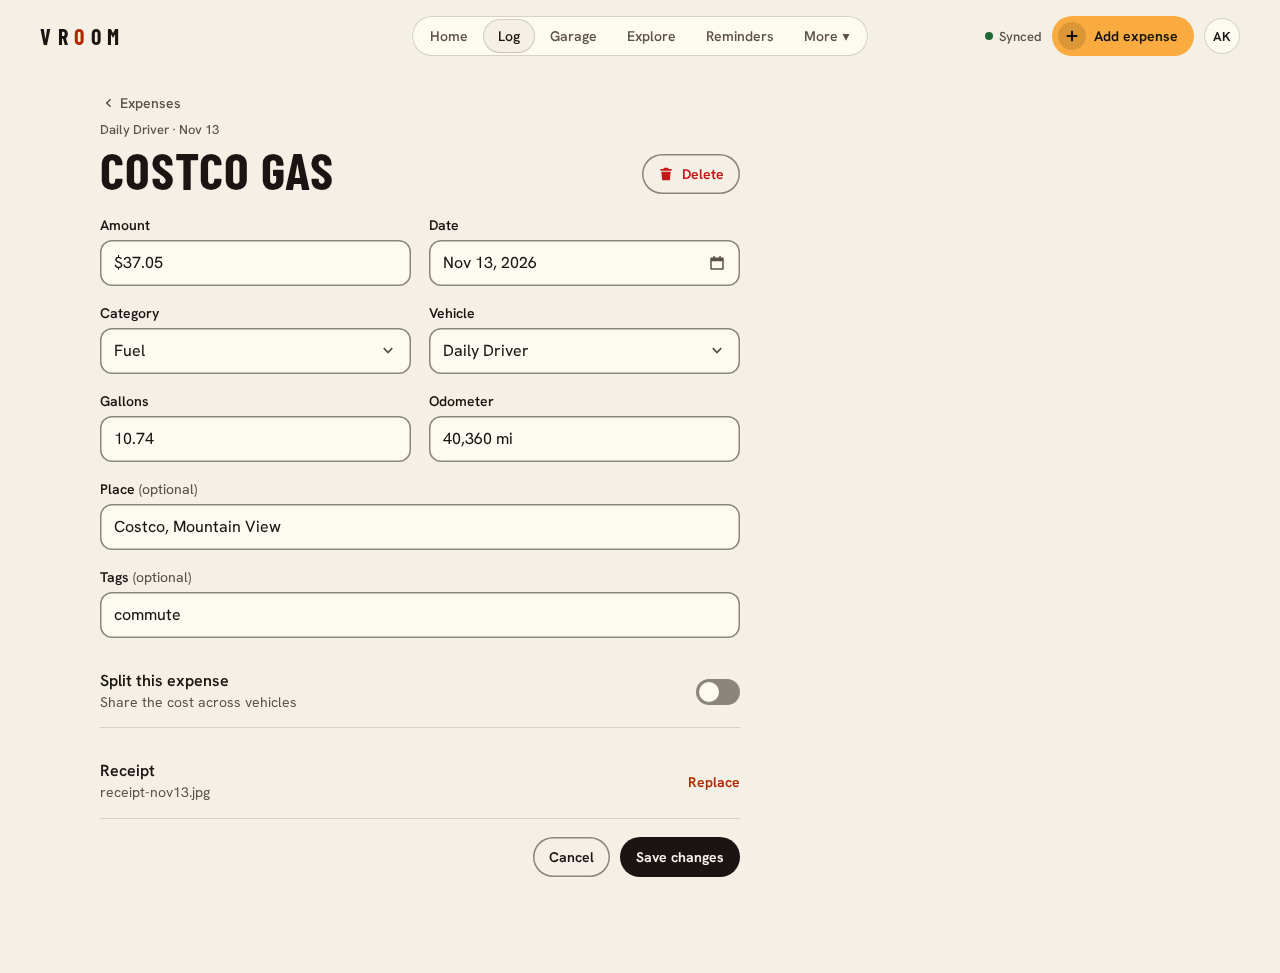 VROOM
Home Log Garage Explore Reminders More ▾
Synced
Add expense
AK
Expenses
Daily Driver · Nov 13
COSTCO GAS
Delete
Amount Date
$37.05 Nov 13, 2026
Category Vehicle
Fuel Daily Driver
Gallons Odometer
10.74 40,360 mi
Place (optional)
Costco, Mountain View
Tags (optional)
commute
Split this expense
Share the cost across vehicles
Receipt
receipt-nov13.jpg
Replace
Cancel Save changes